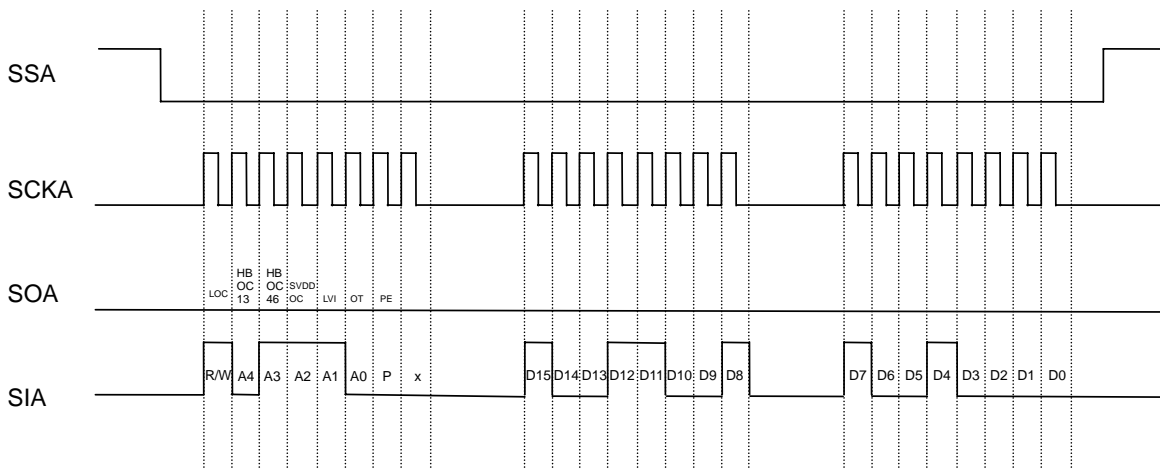 SSA
SCKA
SOA
LOC
HB
OC
13
HB
OC
46
SVDD
OC
LVI
OT
PE
SIA
R/W A4 A3 A2 A1 A0 P x
D15 D14 D13 D12 D11 D10 D9 D8
D7 D6 D5 D4 D3 D2 D1 D0